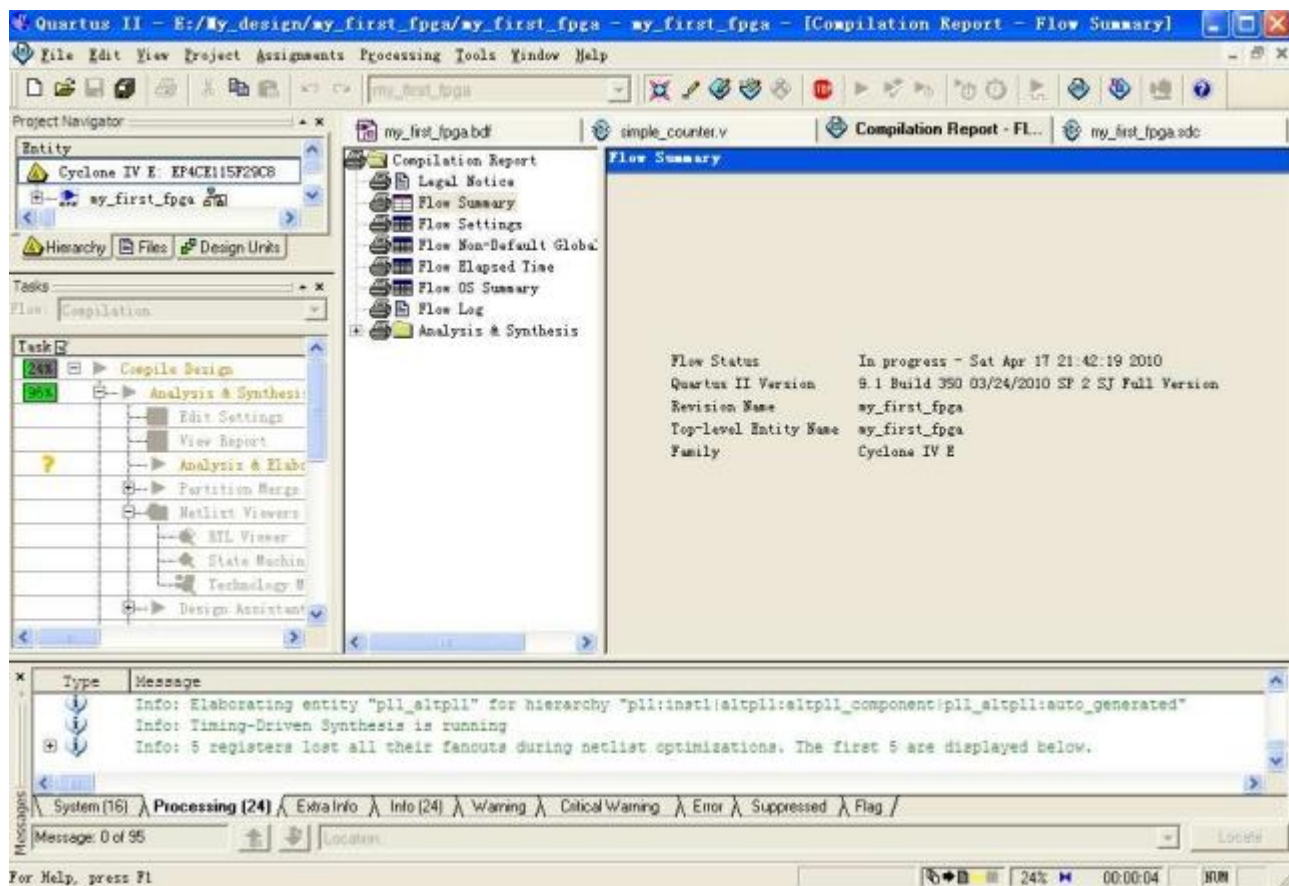 Quartus II - E:/My_design/my_first_fpga/my_first_fpga - my_first_fpga - [Compilation Report - Flow Summary]
File Edit View Project Assignments Processing Tools Window Help
my_first_fpga
Project Navigator
Entity
Cyclone IV E: EP4CE115F29C8
my_first_fpga
Hierarchy Files Design Units
Tasks
Flow: Compilation
Task
24% Compile Design
96% Analysis & Synthesis
Edit Settings
View Report
? Analysis & Elabo
Partition Merge
Netlist Viewers
RTL Viewer
State Machin
Technology M
Design Assistant
my_first_fpga.bdf simple_counter.v Compilation Report - Fl... my_first_fpga.sdc
Compilation Report
Legal Notice
Flow Summary
Flow Settings
Flow Non-Default Global
Flow Elapsed Time
Flow OS Summary
Flow Log
Analysis & Synthesis
Flow Summary
Flow Status In progress - Sat Apr 17 21:42:19 2010
Quartus II Version 9.1 Build 350 03/24/2010 SP 2 SJ Full Version
Revision Name my_first_fpga
Top-level Entity Name my_first_fpga
Family Cyclone IV E
Type Message
Info: Elaborating entity "pll_altpll" for hierarchy "pll:inst1|altpll:altpll_component|pll_altpll:auto_generated"
Info: Timing-Driven Synthesis is running
Info: 5 registers lost all their fanouts during netlist optimizations. The first 5 are displayed below.
System (16) Processing (24) Extra Info Info (24) Warning Critical Warning Error Suppressed Flag
Messages
Message: 0 of 95 Location: Locate
For Help, press F1 24% 00:00:04 NUM